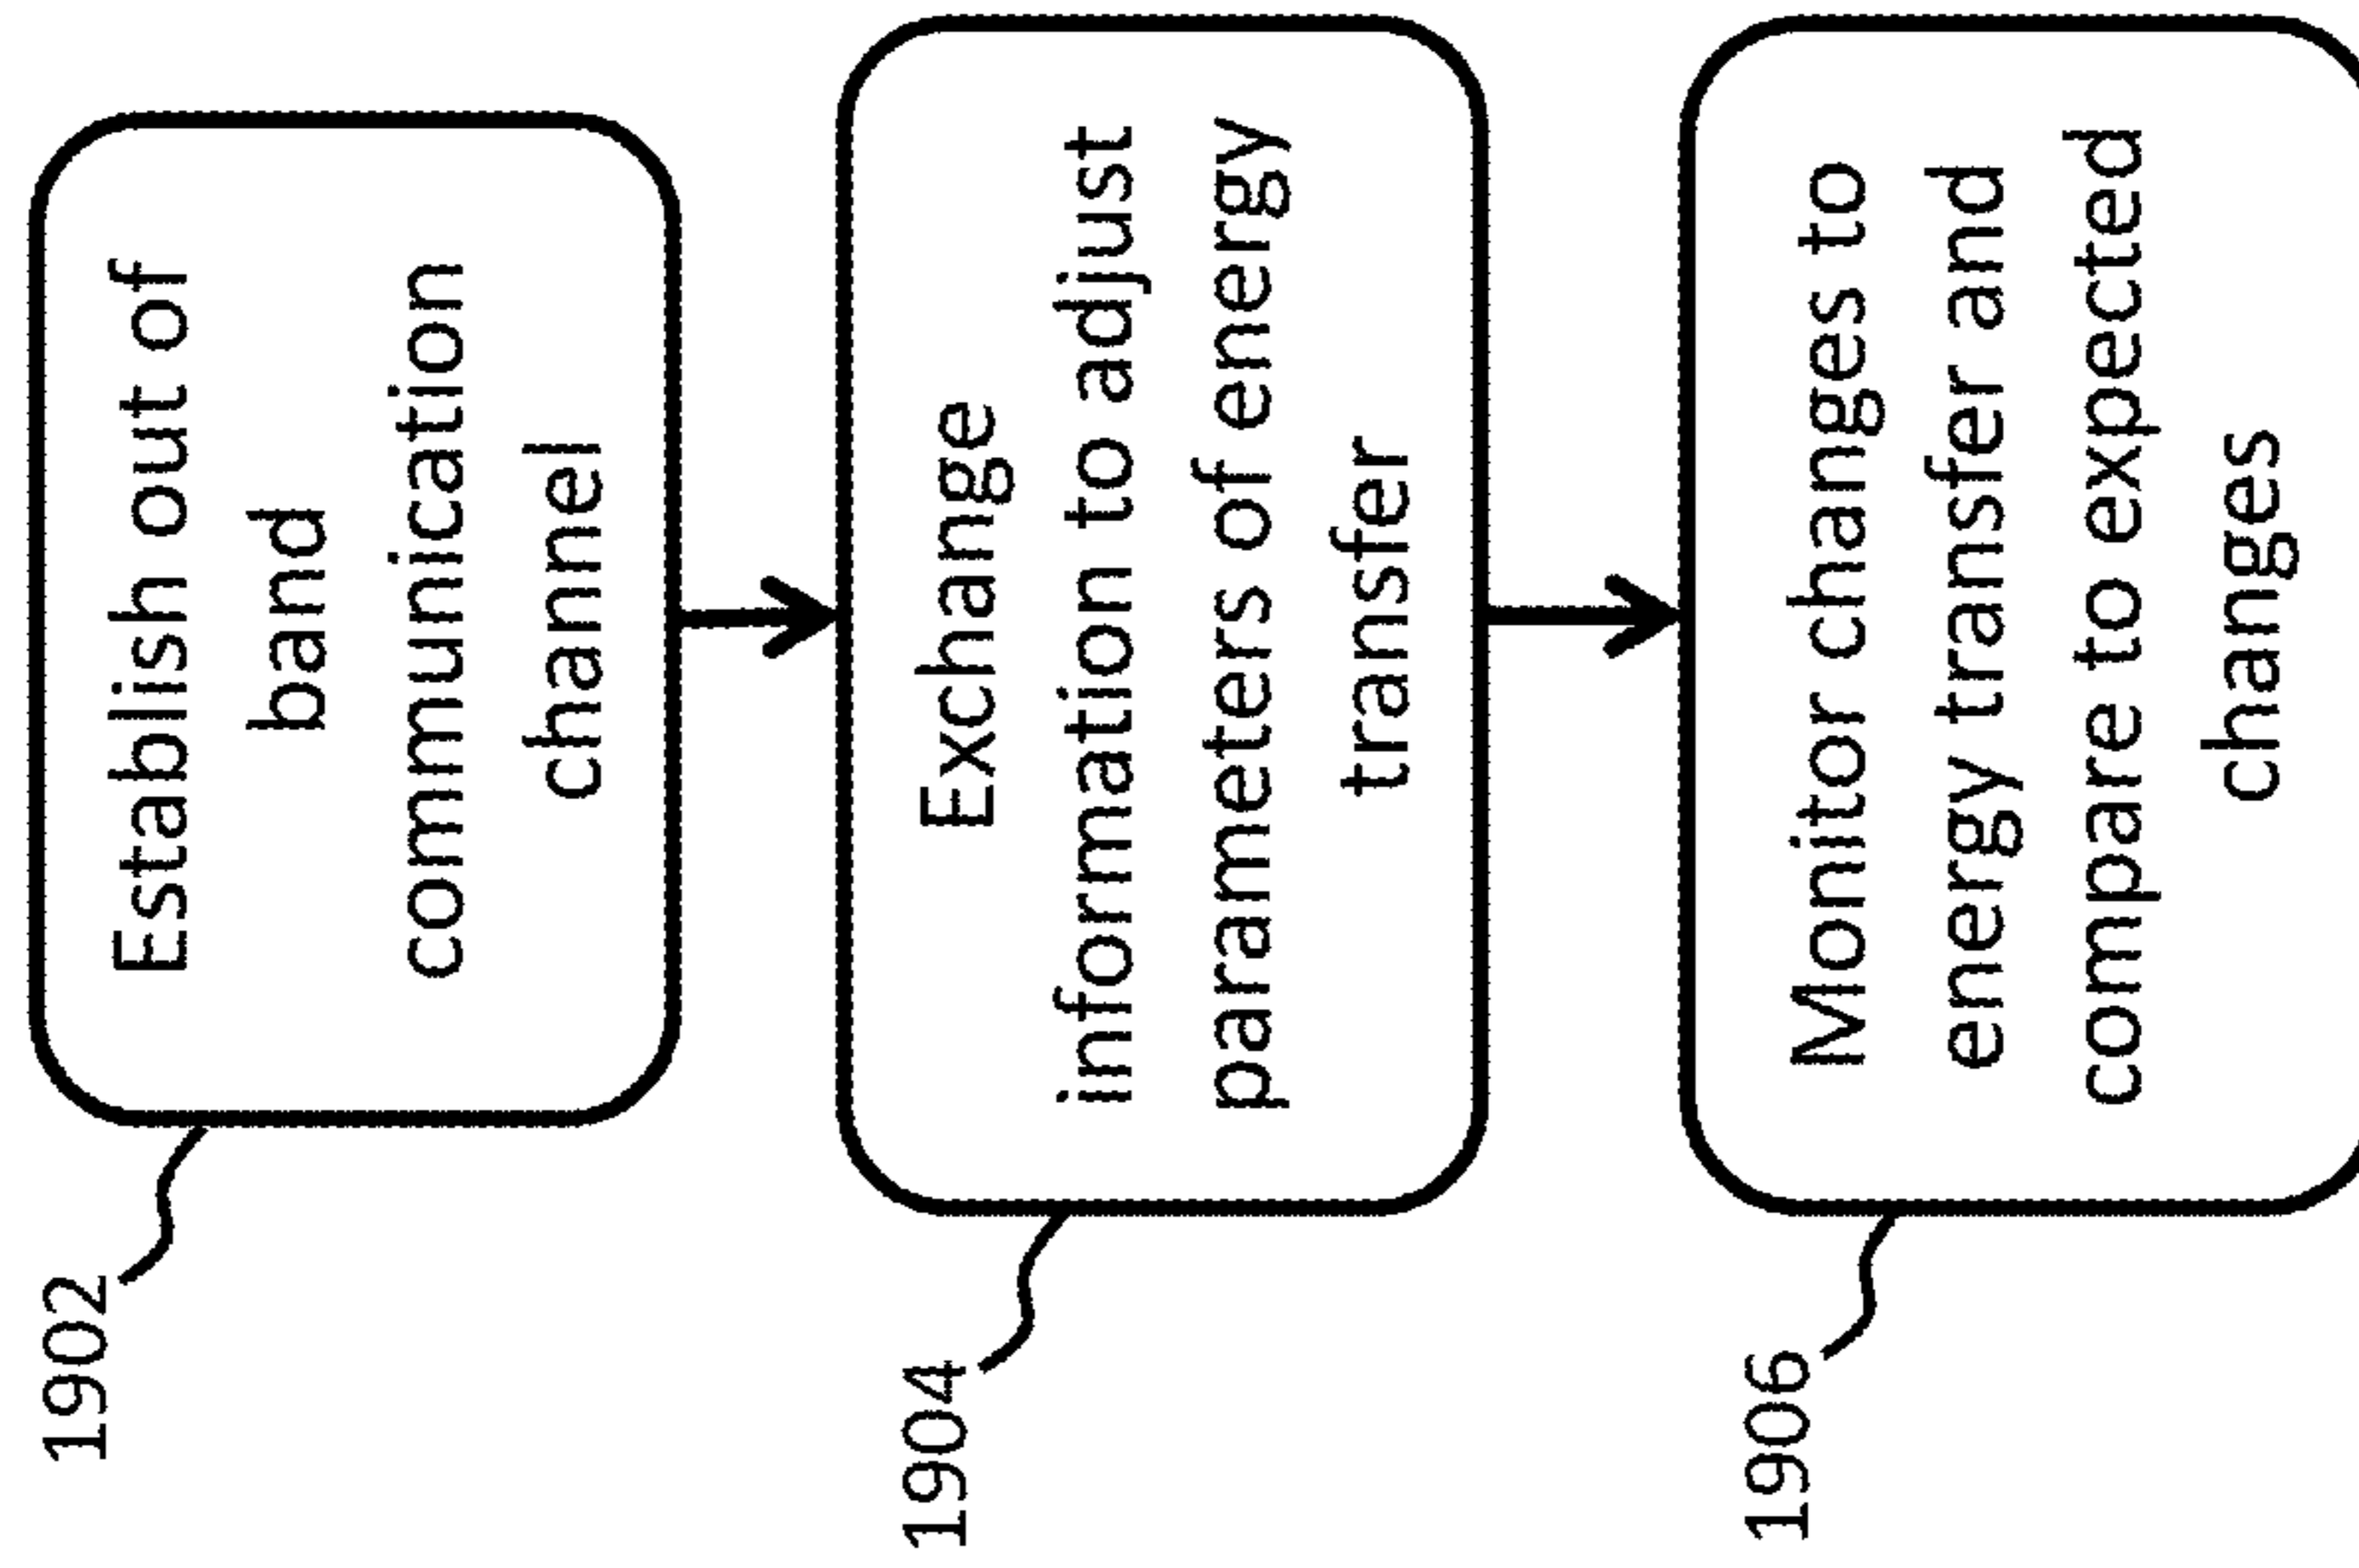 1902
Establish out of
band
communication
channel
1904
Exchange
information to adjust
parameters of energy
transfer
1906
Monitor changes to
energy transfer and
compare to expected
changes